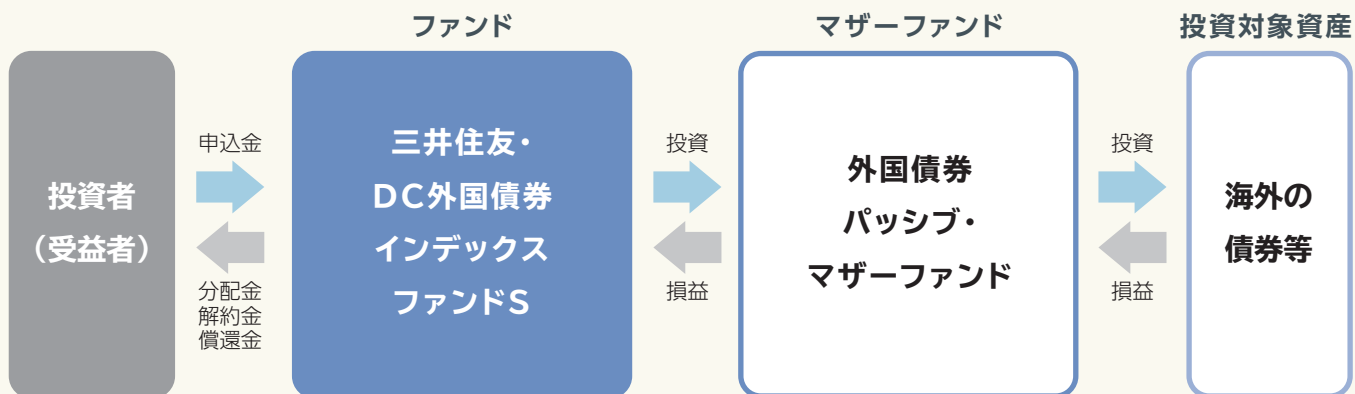 ファンド
マザーファンド
投資対象資産
投資者
（受益者）
申込金
分配金
解約金
償還金
三井住友・
DC外国債券
インデックス
ファンドS
投資
損益
外国債券
パッシブ・
マザーファンド
投資
損益
海外の
債券等